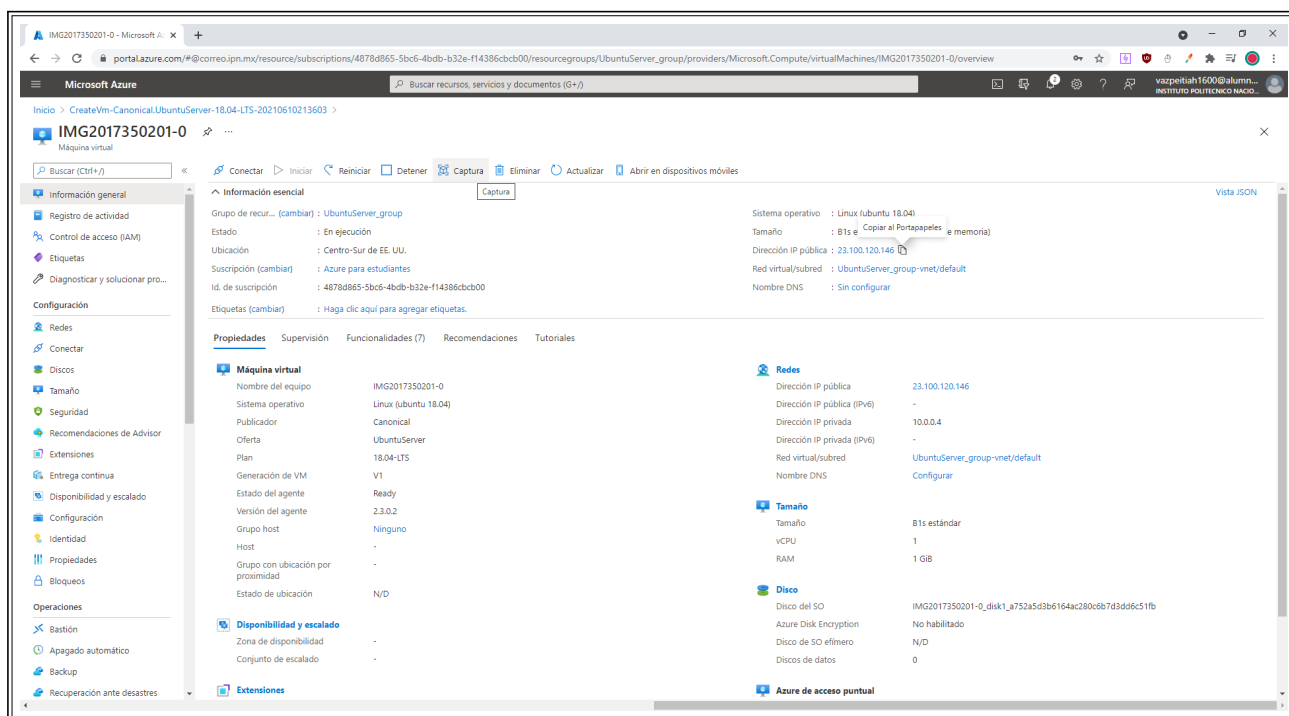 IMG2017350201-0 - Microsoft A
portal.azure.com/#@correo.ipn.mx/resource/subscriptions/4878d865-5bc6-4bdb-b32e-f14386cbcb00/resourcegroups/UbuntuServer_group/providers/Microsoft.Compute/virtualMachines/IMG2017350201-0/overview
Microsoft Azure
Buscar recursos, servicios y documentos (G+/)
2
vazpeitiah1600@alumn...
INSTITUTO POLITECNICO NACIO...
Inicio > CreateVm-Canonical.UbuntuServer-18.04-LTS-20210610213603 >
IMG2017350201-0
Máquina virtual
Buscar (Ctrl+/)
Conectar Iniciar Reiniciar Detener Captura Eliminar Actualizar Abrir en dispositivos móviles
Captura
Información general
Registro de actividad
Control de acceso (IAM)
Etiquetas
Diagnosticar y solucionar pro...
Configuración
Redes
Conectar
Discos
Tamaño
Seguridad
Recomendaciones de Advisor
Extensiones
Entrega continua
Disponibilidad y escalado
Configuración
Identidad
Propiedades
Bloqueos
Operaciones
Bastión
Apagado automático
Backup
Recuperación ante desastres
Información esencial
Vista JSON
Grupo de recur... (cambiar) : UbuntuServer_group
Estado : En ejecución
Ubicación : Centro-Sur de EE. UU.
Suscripción (cambiar) : Azure para estudiantes
Id. de suscripción : 4878d865-5bc6-4bdb-b32e-f14386cbcb00
Etiquetas (cambiar) : Haga clic aquí para agregar etiquetas.
Sistema operativo : Linux (ubuntu 18.04)
Copiar al Portapapeles
Tamaño : B1s e memoria)
Dirección IP pública : 23.100.120.146
Red virtual/subred : UbuntuServer_group-vnet/default
Nombre DNS : Sin configurar
Propiedades Supervisión Funcionalidades (7) Recomendaciones Tutoriales
Máquina virtual
Nombre del equipo IMG2017350201-0
Sistema operativo Linux (ubuntu 18.04)
Publicador Canonical
Oferta UbuntuServer
Plan 18.04-LTS
Generación de VM V1
Estado del agente Ready
Versión del agente 2.3.0.2
Grupo host Ninguno
Host -
Grupo con ubicación por proximidad -
Estado de ubicación N/D
Disponibilidad y escalado
Zona de disponibilidad -
Conjunto de escalado -
Extensiones
Redes
Dirección IP pública 23.100.120.146
Dirección IP pública (IPv6) -
Dirección IP privada 10.0.0.4
Dirección IP privada (IPv6) -
Red virtual/subred UbuntuServer_group-vnet/default
Nombre DNS Configurar
Tamaño
Tamaño B1s estándar
vCPU 1
RAM 1 GiB
Disco
Disco del SO IMG2017350201-0_disk1_a752a5d3b6164ac280c6b7d3dd6c51fb
Azure Disk Encryption No habilitado
Disco de SO efímero N/D
Discos de datos 0
Azure de acceso puntual